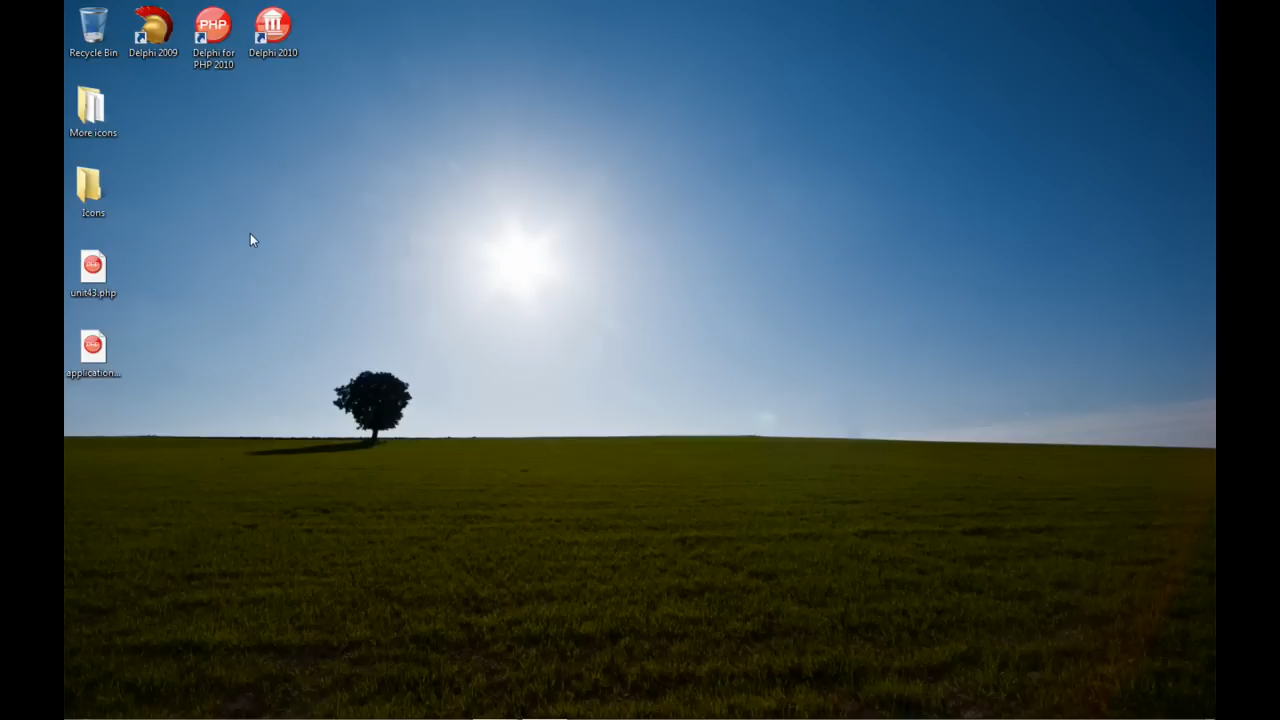 Recycle Bin
Delphi 2009
Delphi for
PHP 2010
Delphi 2010
PHP
More icons
Icons
unit43.php
application...